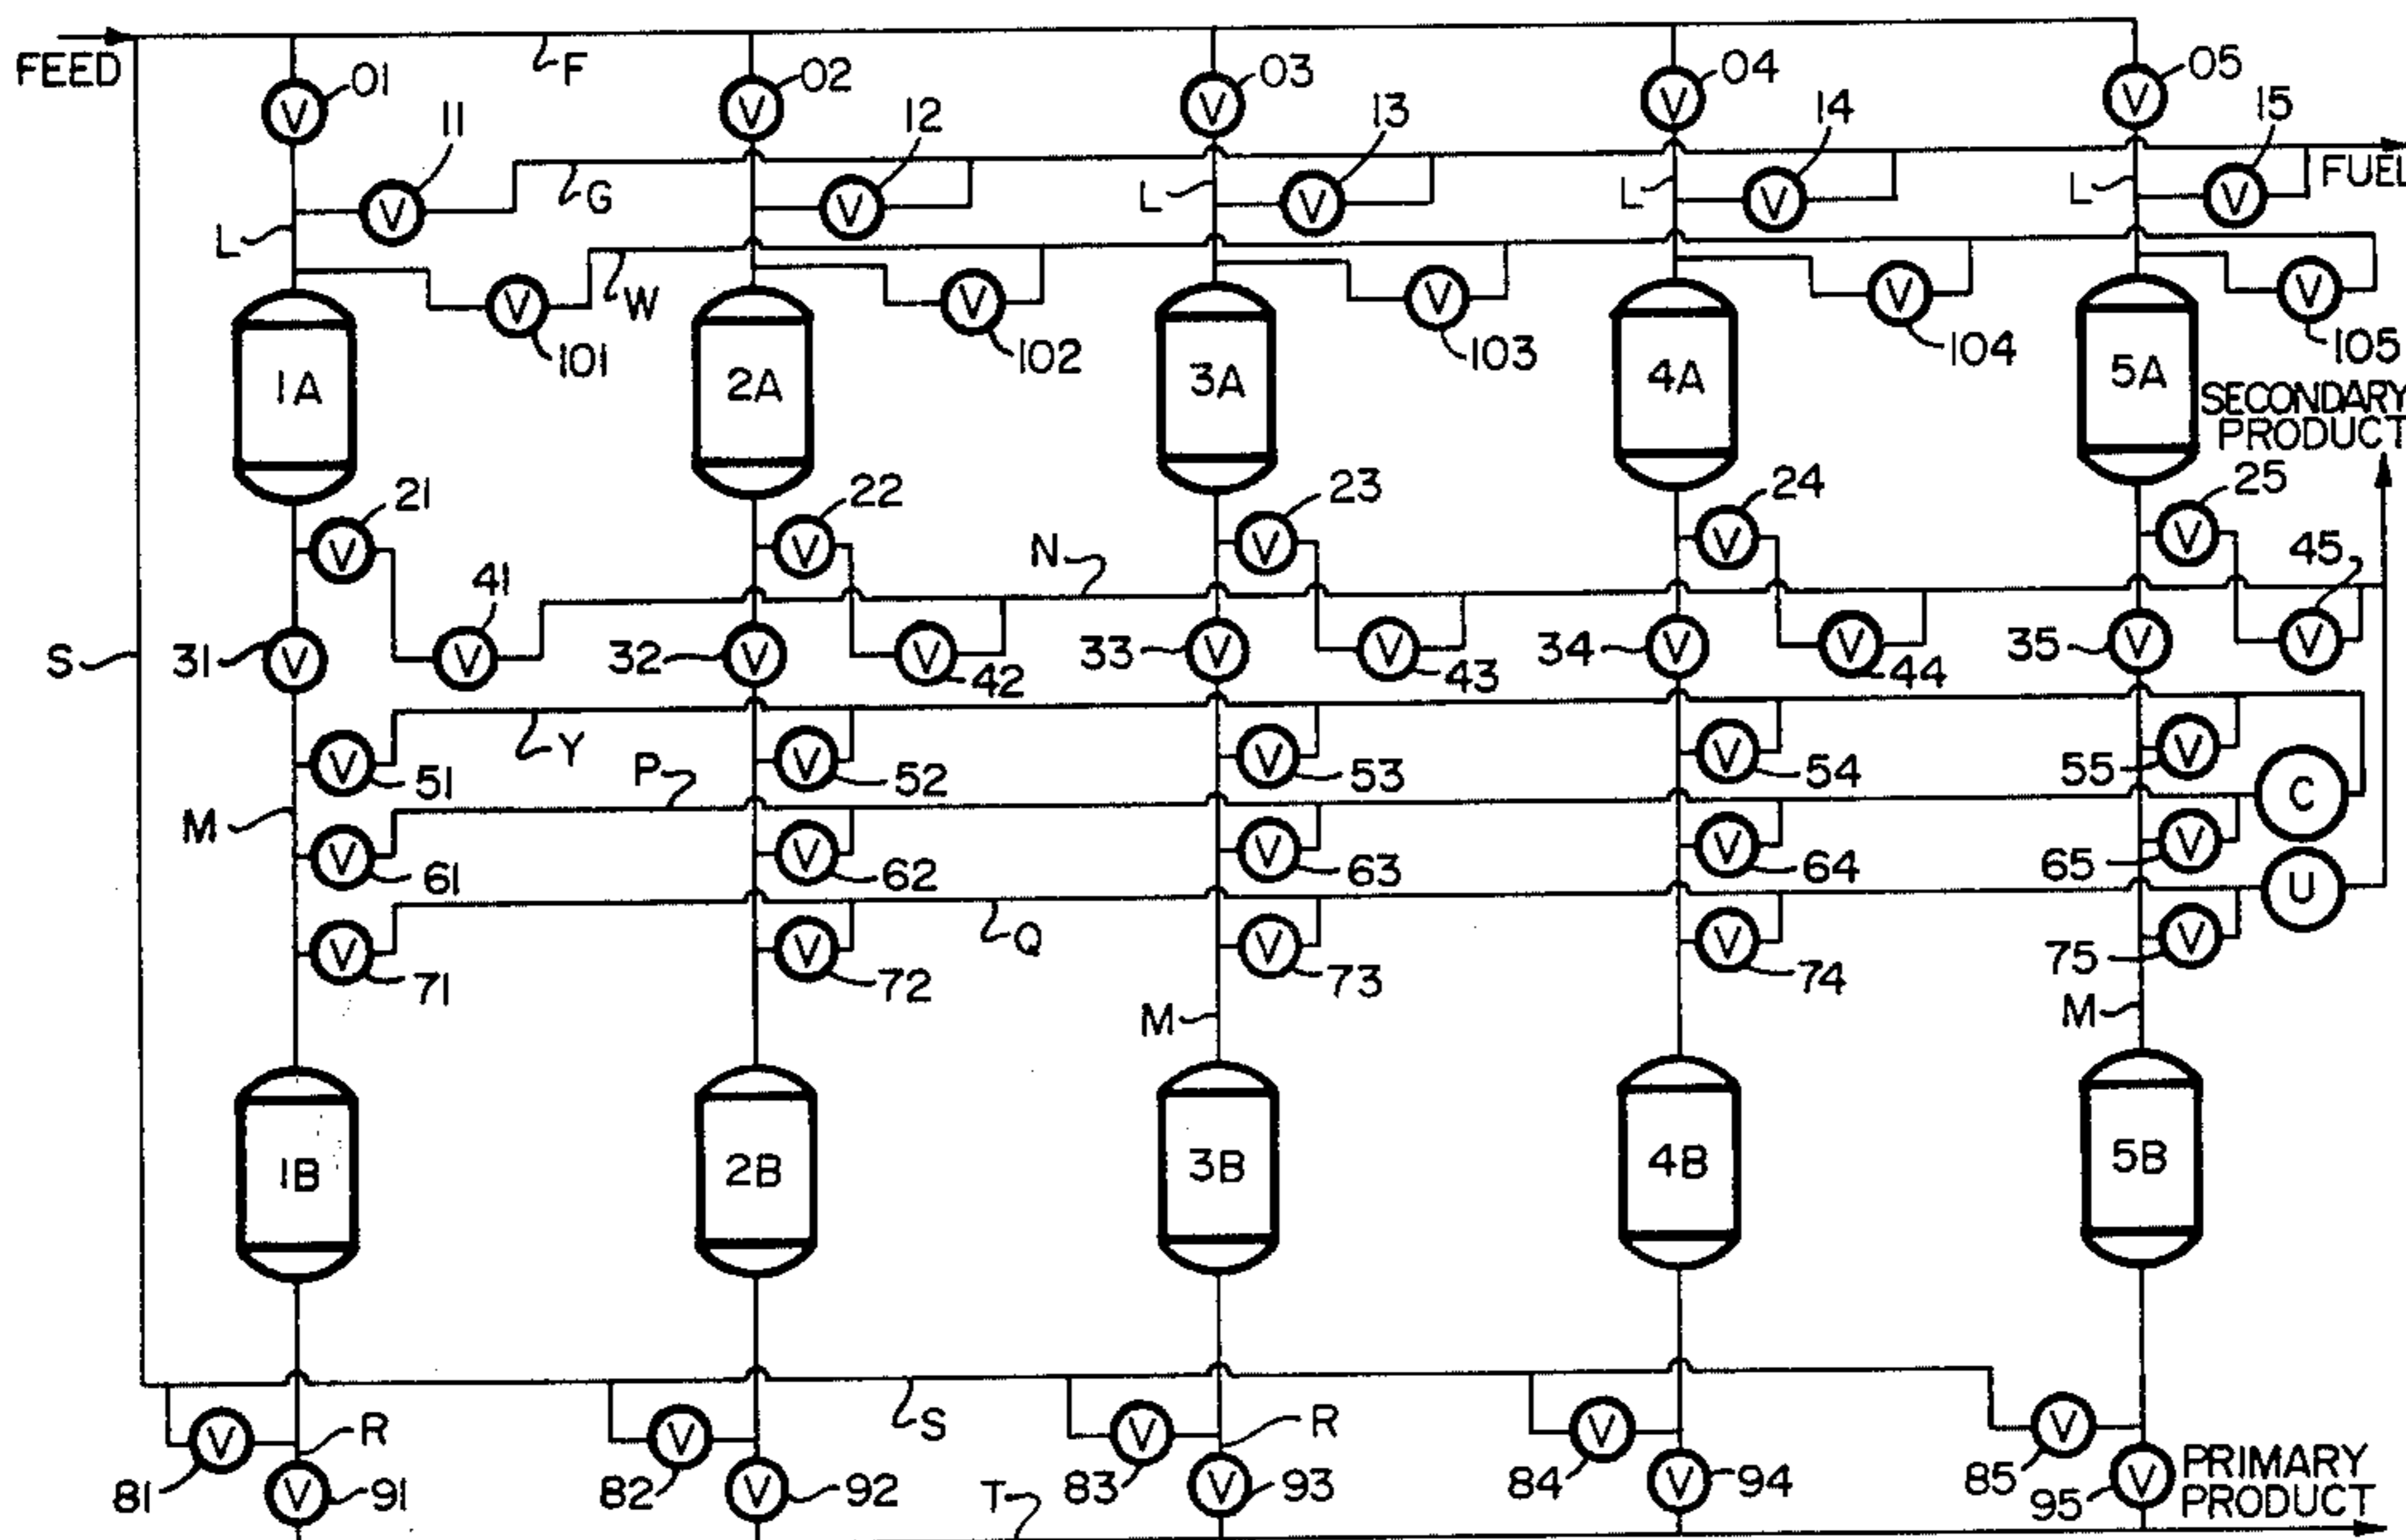 FEED
F
01
02
03
04
05
11
12
13
14
15
V V V V V
V V V V V
G
L
L
L
L
FUEL
W
V V V V V
101
102
103
104
105
1A
2A
3A
4A
5A
SECONDARY
PRODUCT
21
22
23
24
25
V V V V V
N
41
42
43
44
45
V V V V V
S
31
32
33
34
35
V V V V V
Y
51
52
53
54
55
V V V V V
P
C
M
61
62
63
64
65
V V V V V
U
Q
71
72
73
74
75
V V V V V
M
M
1B
2B
3B
4B
5B
S
R
R
81
82
83
84
85
V V V V V
91
92
93
94
95
V V V V V
T
PRIMARY
PRODUCT